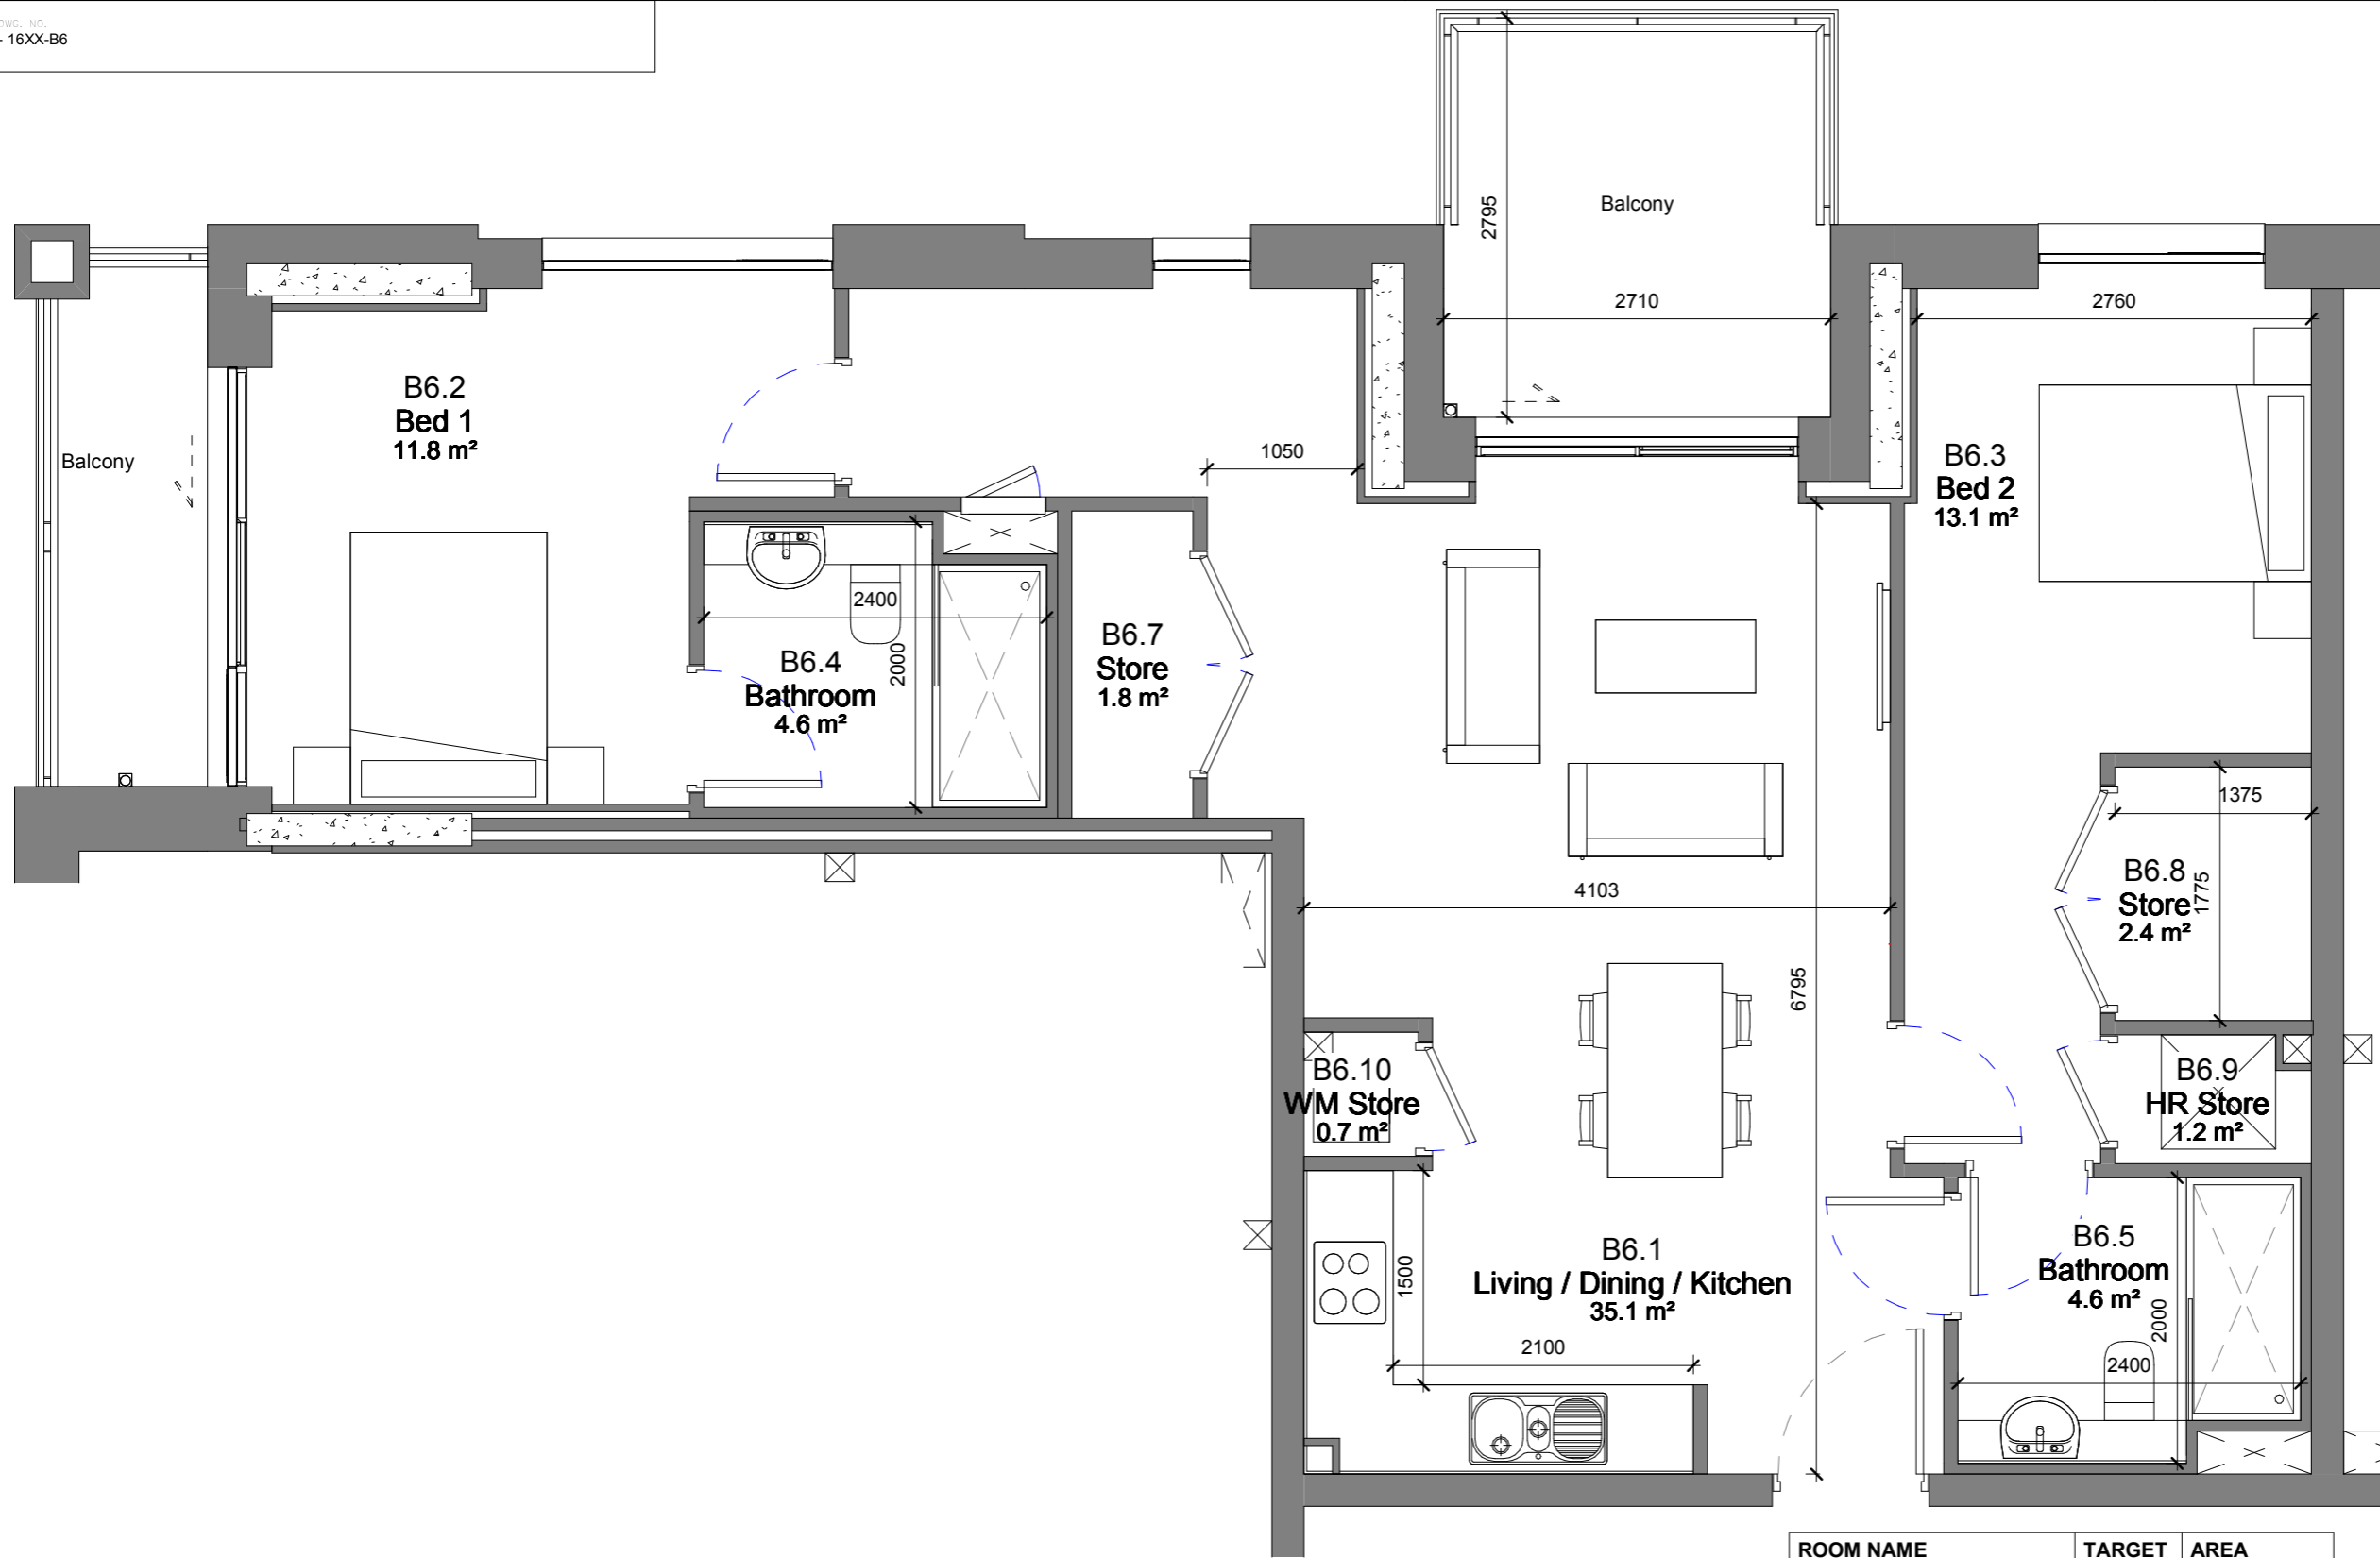 DWG. NO.
- 16XX-B6
Balcony
2795
2710
2760
B6.2
Bed 1
11.8 m²
Balcony
1050
B6.3
Bed 2
13.1 m²
2400
2000
B6.4
Bathroom
4.6 m²
B6.7
Store
1.8 m²
1375
1775
B6.8
Store
2.4 m²
4103
6795
B6.10
WM Store
0.7 m²
B6.9
HR Store
1.2 m²
B6.1
Living / Dining / Kitchen
35.1 m²
1500
2100
B6.5
Bathroom
4.6 m²
2000
2400
ROOM NAME TARGET AREA